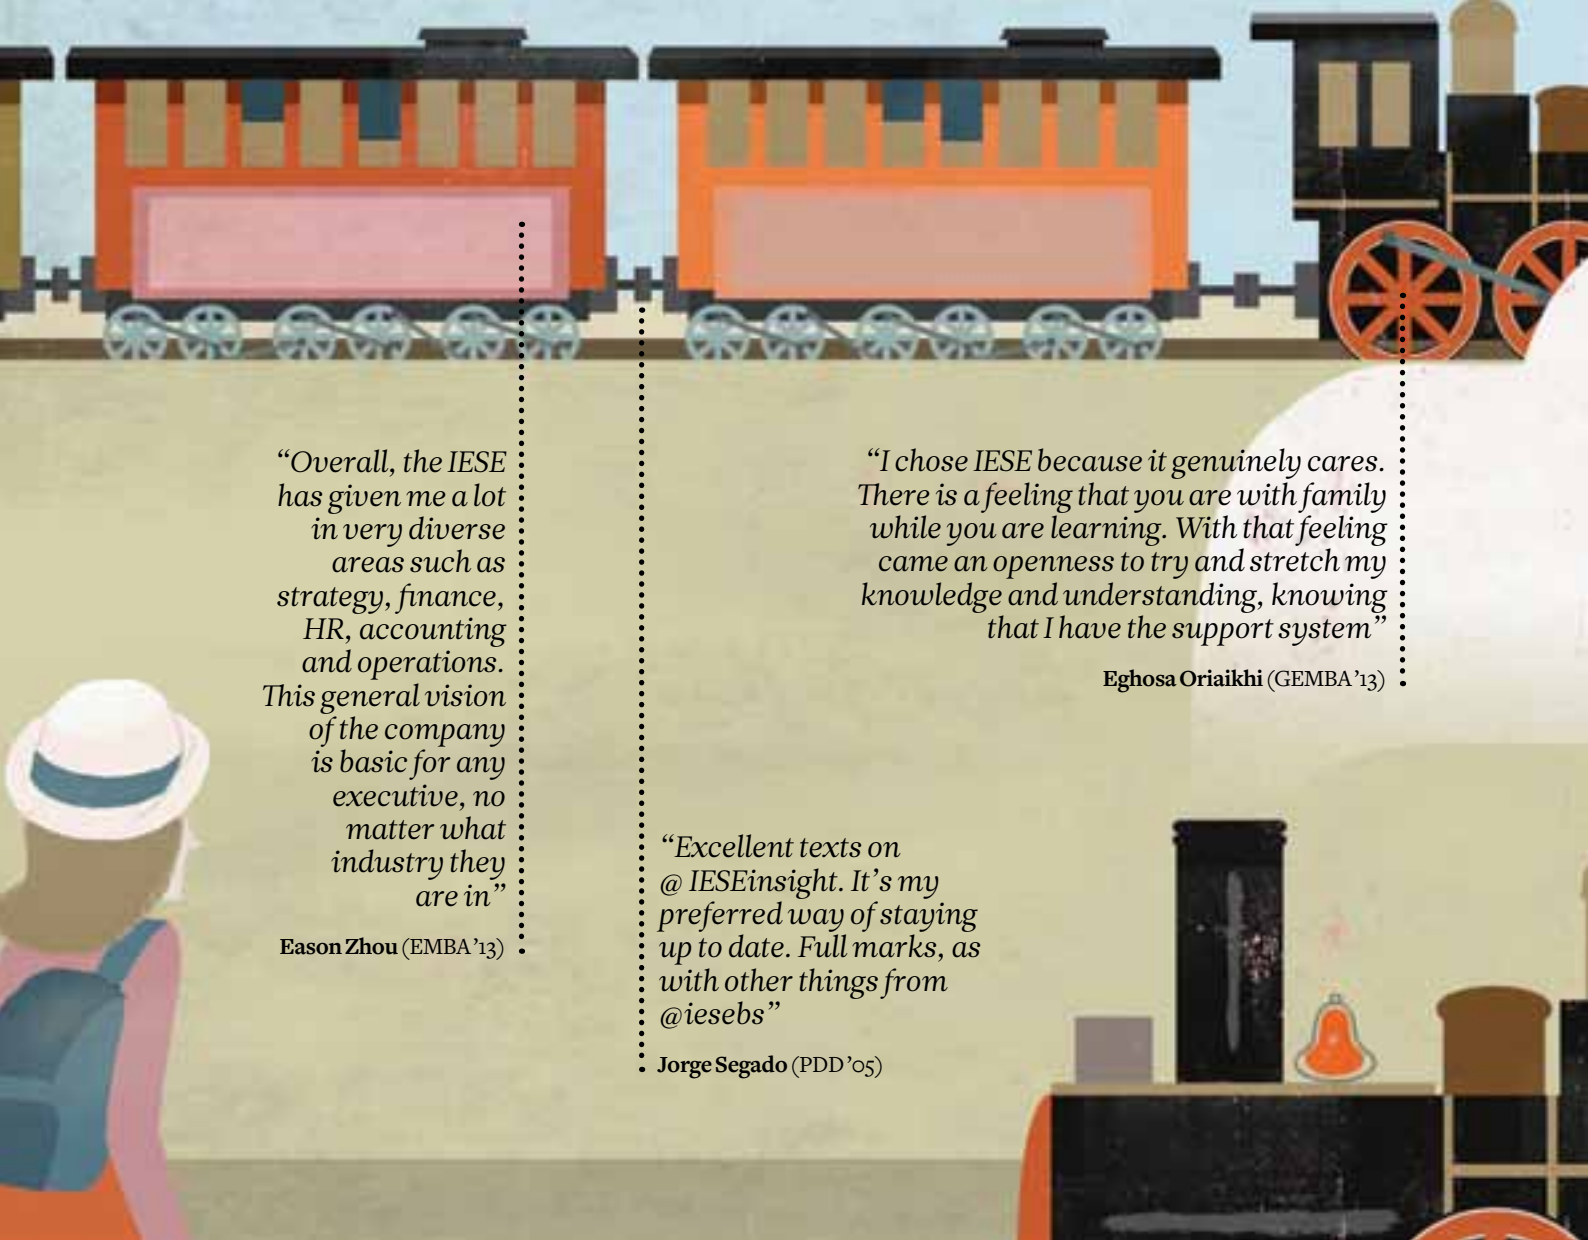 “Overall, the IESE
has given me a lot
in very diverse
areas such as
strategy, finance,
HR, accounting
and operations.
This general vision
of the company
is basic for any
executive, no
matter what
industry they
are in”
Eason Zhou (EMBA ’13)
“Excellent texts on
@ IESEinsight. It’s my
preferred way of staying
up to date. Full marks, as
with other things from
@iesebs”
Jorge Segado (PDD ’05)
“I chose IESE because it genuinely cares.
There is a feeling that you are with family
while you are learning. With that feeling
came an openness to try and stretch my
knowledge and understanding, knowing
that I have the support system”
Eghosa Oriaikhi (GEMBA ’13)